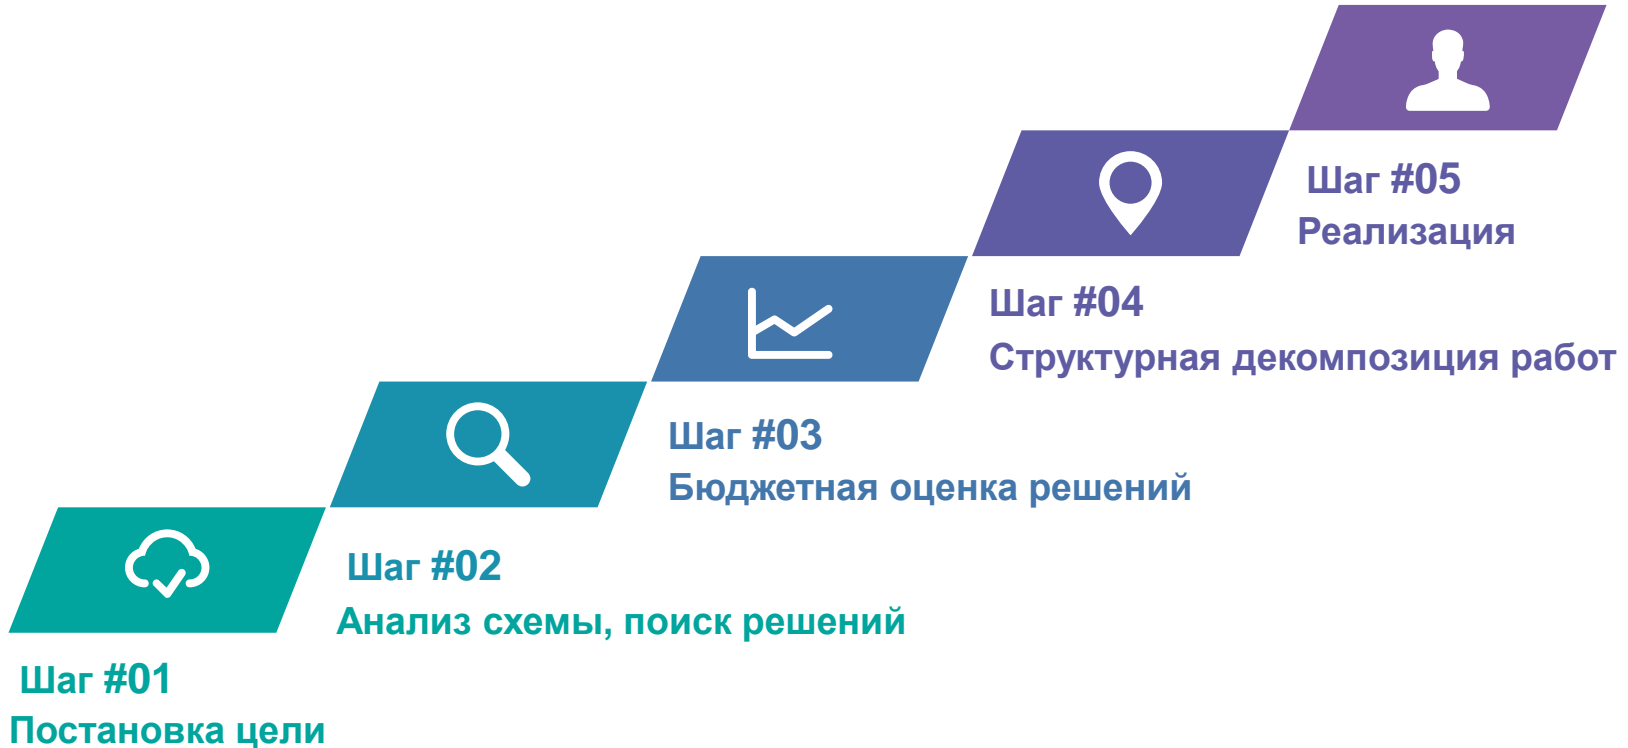 Шаг #01
Постановка цели
Шаг #02
Анализ схемы, поиск решений
Шаг #03
Бюджетная оценка решений
Шаг #04
Структурная декомпозиция работ
Шаг #05
Реализация